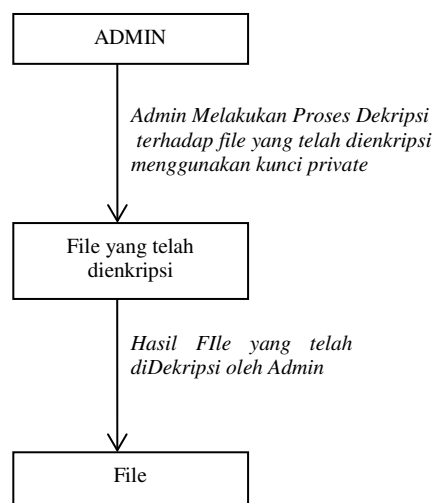 ADMIN
Admin Melakukan Proses Dekripsi
terhadap file yang telah dienkripsi
menggunakan kunci private
File yang telah
dienkripsi
Hasil FIle yang telah
diDekripsi oleh Admin
File